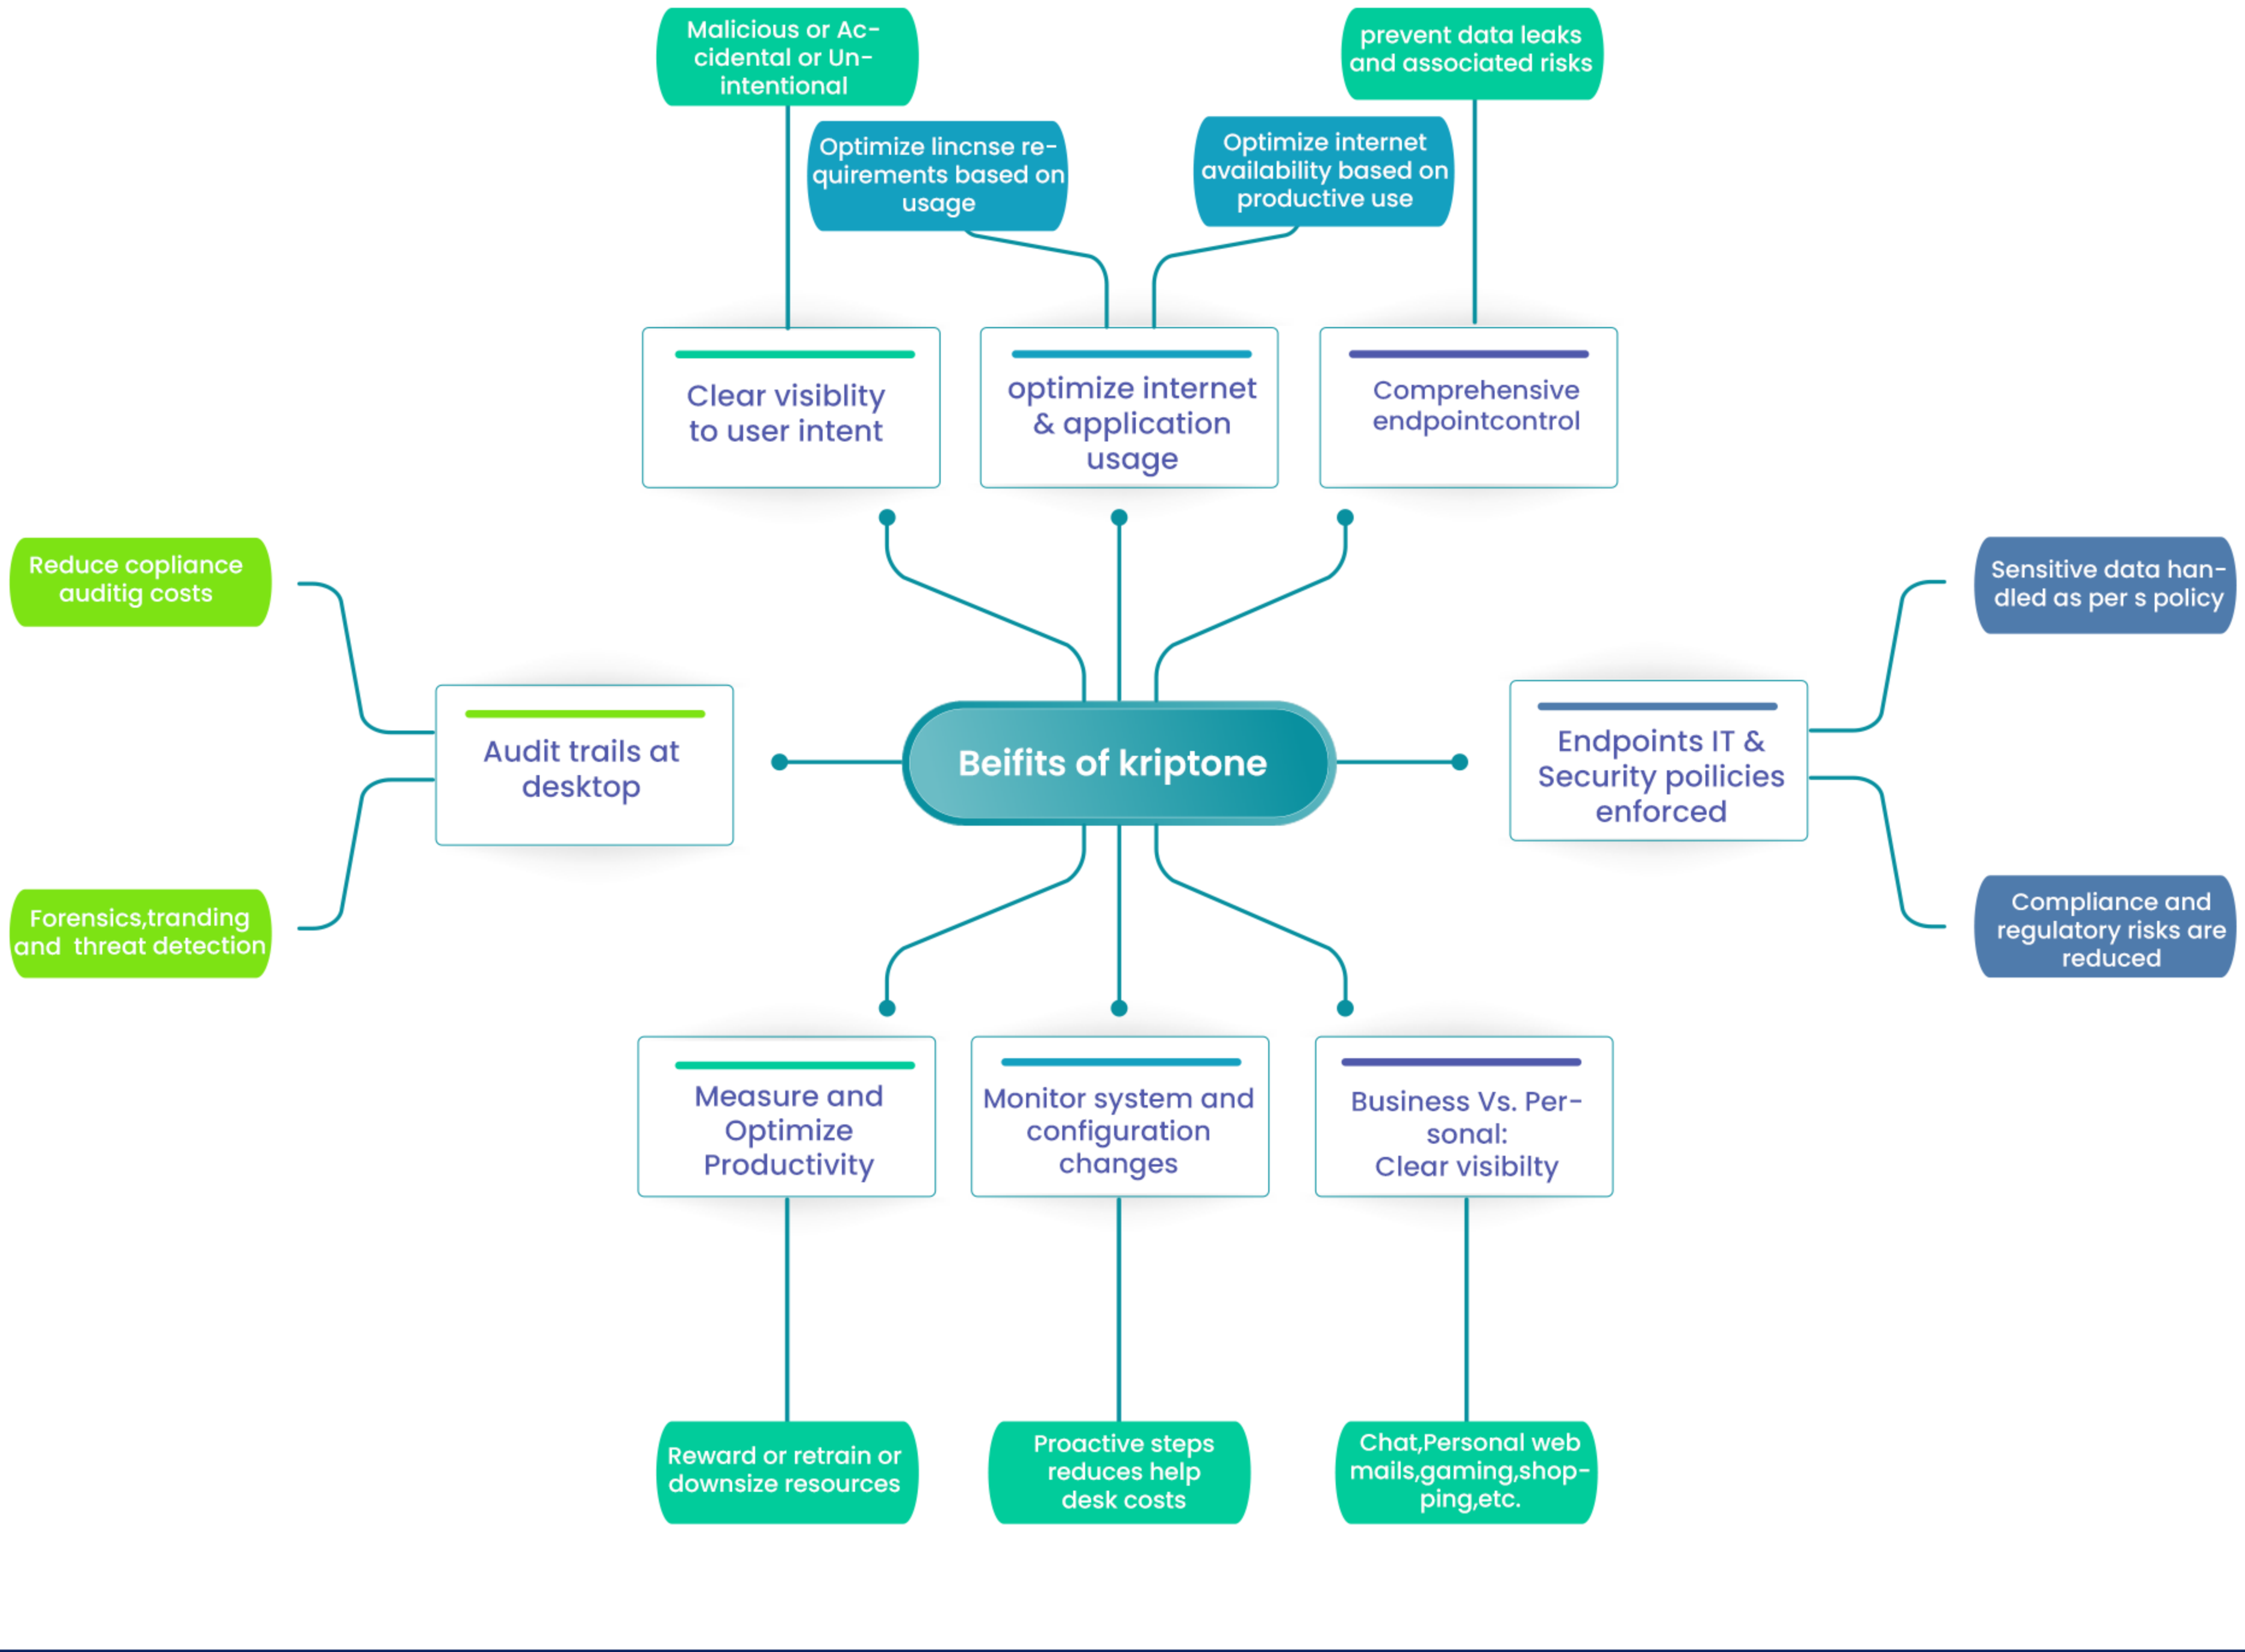 Malicious or Ac-
cidental or Un-
intentional
prevent data leaks
and associated risks
Optimize lincnse re-
quirements based on
usage
Optimize internet
availability based on
productive use
Clear visiblity
to user intent
optimize internet
& application
usage
Comprehensive
endpointcontrol
Reduce copliance
auditig costs
Sensitive data han-
dled as per s policy
Audit trails at
desktop
Beifits of kriptone
Endpoints IT &
Security poilicies
enforced
Forensics,tranding
and  threat detection
Compliance and
regulatory risks are
reduced
Measure and
Optimize
Productivity
Monitor system and
configuration
changes
Business Vs. Per-
sonal:
Clear visibilty
Reward or retrain or
downsize resources
Proactive steps
reduces help
desk costs
Chat,Personal web
mails,gaming,shop-
ping,etc.